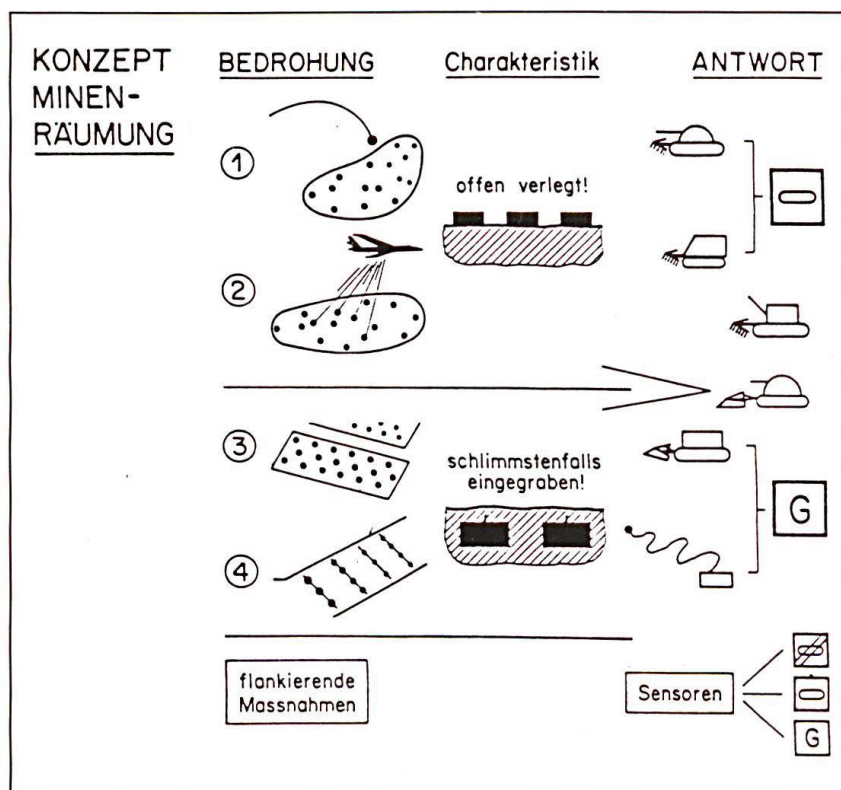 KONZEPT
MINEN-
RÄUMUNG
BEDROHUNG
Charakteristik
ANTWORT
1
offen verlegt!
2
3
schlimmstenfalls
eingegraben!
G
4
flankierende
Massnahmen
Sensoren
G